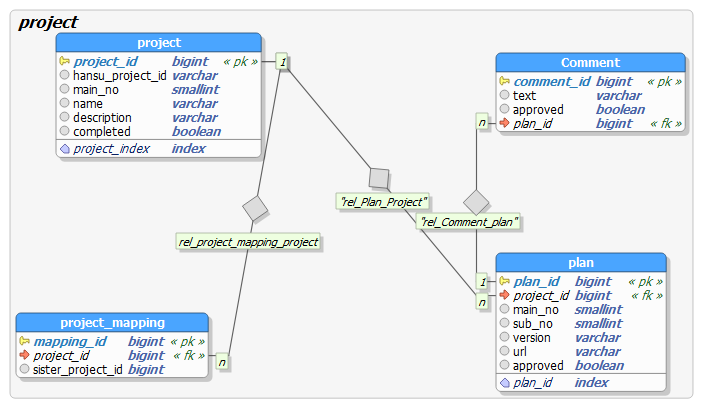 project
project
project_id bigint « pk »
hansu_project_id varchar
main_no smallint
name varchar
description varchar
completed boolean
project_index index
1
Comment
comment_id bigint « pk »
text varchar
approved boolean
plan_id bigint « fk »
n
"rel_Plan_Project"
"rel_Comment_plan"
rel_project_mapping_project
1
n
plan
plan_id bigint « pk »
project_id bigint « fk »
main_no smallint
sub_no smallint
version varchar
url varchar
approved boolean
plan_id index
project_mapping
mapping_id bigint « pk »
project_id bigint « fk »
sister_project_id bigint
n